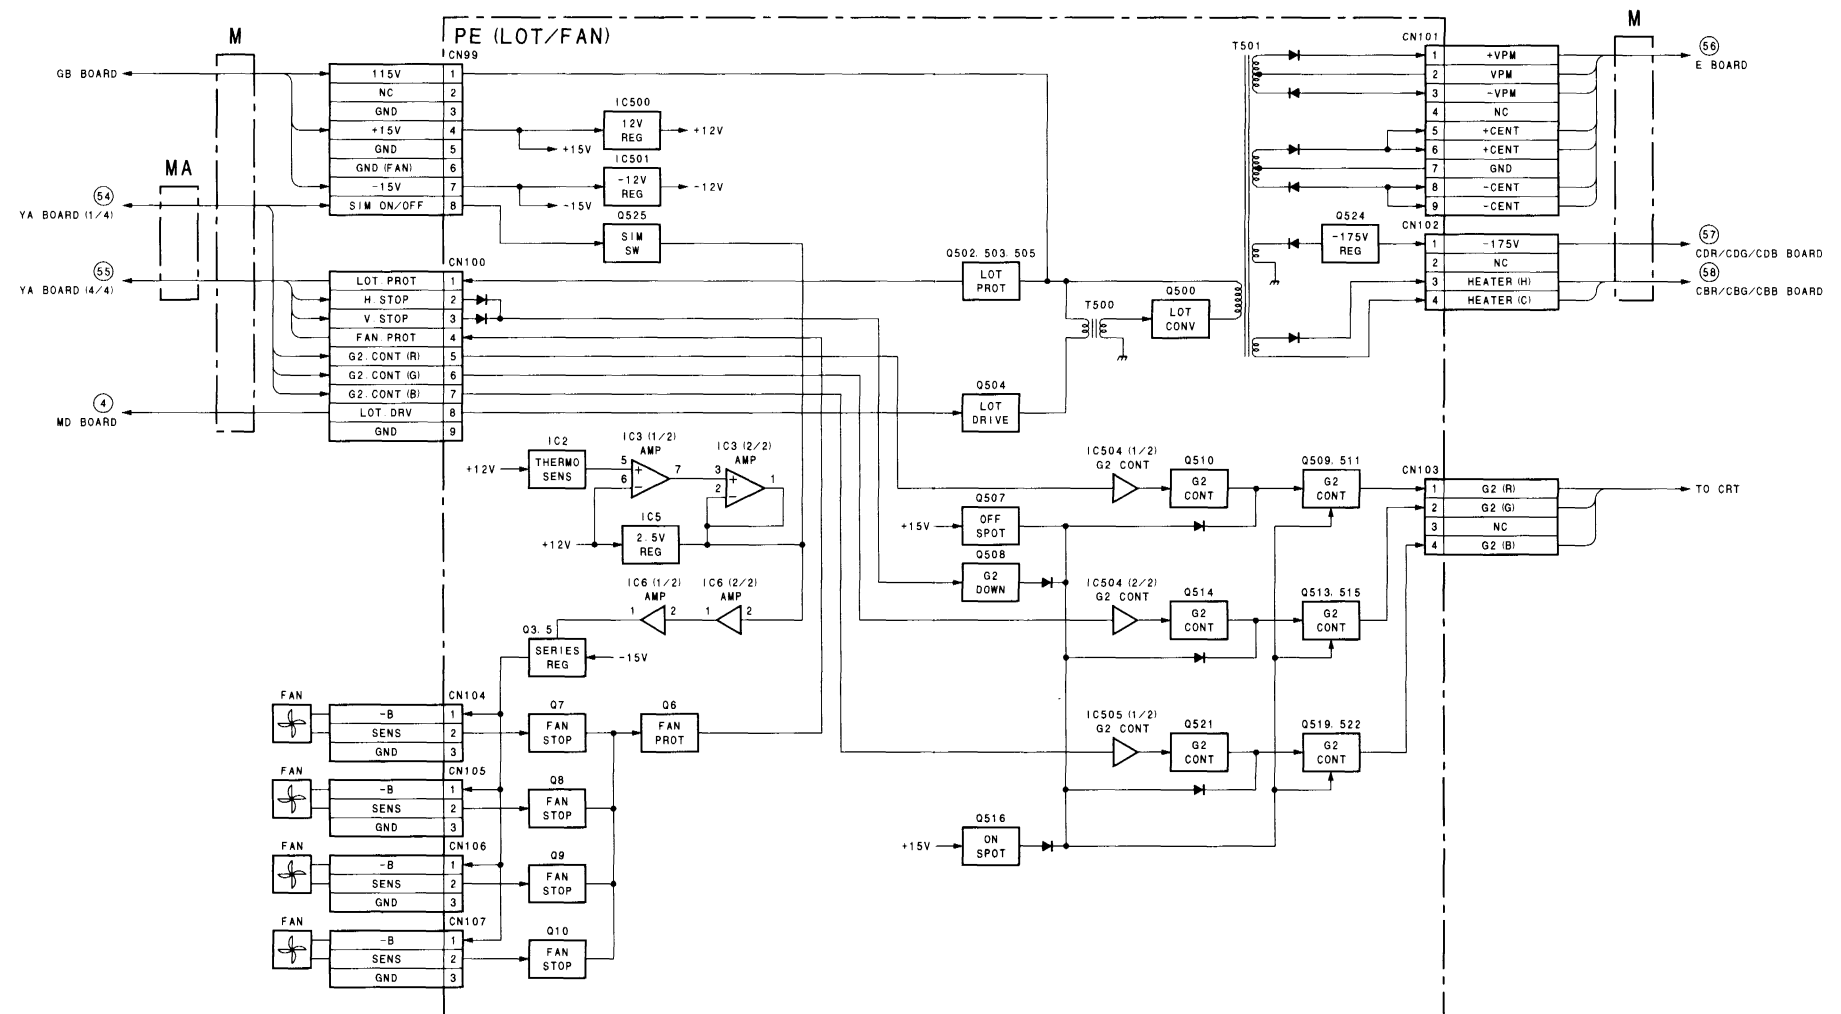 PE (LOT/FAN)
M
MA
M
GB BOARD
54
YA BOARD (1/4)
55
YA BOARD (4/4)
4
MD BOARD
CN99
115V 1
NC 2
GND 3
+15V 4
GND 5
GND (FAN) 6
-15V 7
SIM ON/OFF 8
CN100
LOT. PROT 1
H. STOP 2
V. STOP 3
FAN. PROT 4
G2. CONT (R) 5
G2. CONT (G) 6
G2. CONT (B) 7
LOT. DRV 8
GND 9
IC500
12V
REG
+12V
+15V
IC501
-12V
REG
-12V
-15V
Q525
SIM
SW
Q502. 503. 505
LOT
PROT
T500
Q500
LOT
CONV
T501
Q504
LOT
DRIVE
Q524
-175V
REG
CN101
1 +VPM
2 VPM
3 -VPM
4 NC
5 +CENT
6 +CENT
7 GND
8 -CENT
9 -CENT
CN102
1 -175V
2 NC
3 HEATER (H)
4 HEATER (C)
56
E BOARD
57
CDR/CDG/CDB BOARD
58
CBR/CBG/CBB BOARD
+12V
IC2
THERMO
SENS
IC3 (1/2)
AMP
5
+
6
-
7
IC3 (2/2)
AMP
3
+
2
-
1
+12V
IC5
2.5V
REG
IC6 (1/2)
AMP
1 2
IC6 (2/2)
AMP
1 2
Q3. 5
SERIES
REG
-15V
+15V
Q507
OFF
SPOT
Q508
G2
DOWN
IC504 (1/2)
G2 CONT
Q510
G2
CONT
Q509. 511
G2
CONT
IC504 (2/2)
G2 CONT
Q514
G2
CONT
Q513. 515
G2
CONT
IC505 (1/2)
G2 CONT
Q521
G2
CONT
Q519. 522
G2
CONT
+15V
Q516
ON
SPOT
CN103
1 G2 (R)
2 G2 (G)
3 NC
4 G2 (B)
TO CRT
FAN
CN104
-B 1
SENS 2
GND 3
Q7
FAN
STOP
Q6
FAN
PROT
FAN
CN105
-B 1
SENS 2
GND 3
Q8
FAN
STOP
FAN
CN106
-B 1
SENS 2
GND 3
Q9
FAN
STOP
FAN
CN107
-B 1
SENS 2
GND 3
Q10
FAN
STOP